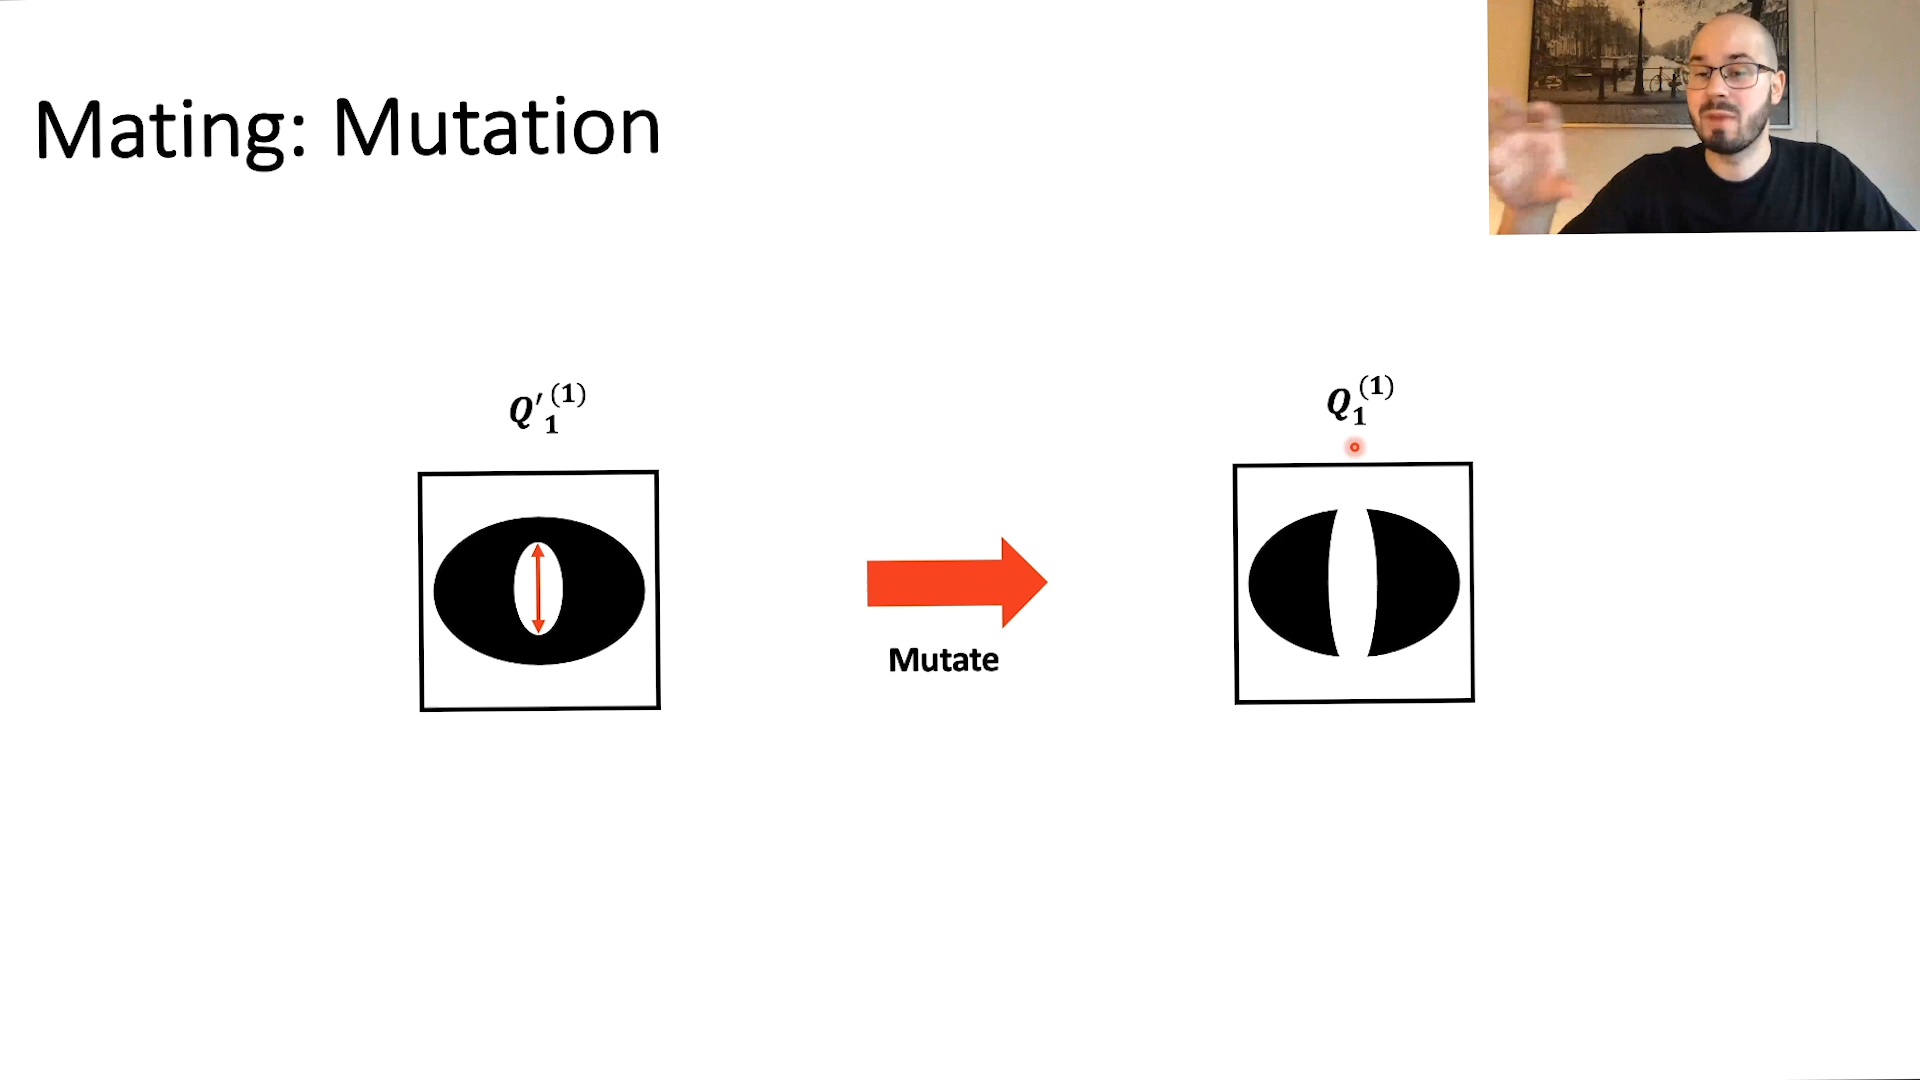 Mating: Mutation
Q′₁⁽¹⁾
Q₁⁽¹⁾
Mutate